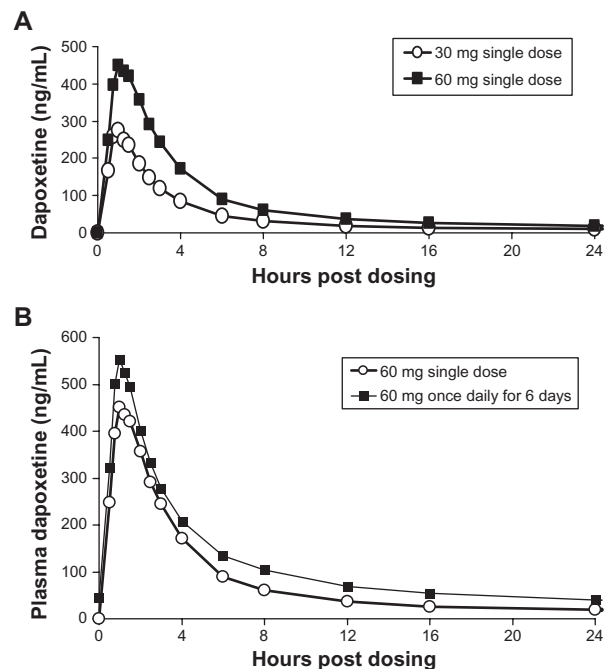 A
500
400
300
200
100
0
Dapoxetine (ng/mL)
30 mg single dose
60 mg single dose
0 4 8 12 16 20 24
Hours post dosing
B
600
500
400
300
200
100
0
Plasma dapoxetine (ng/mL)
60 mg single dose
60 mg once daily for 6 days
0 4 8 12 16 20 24
Hours post dosing